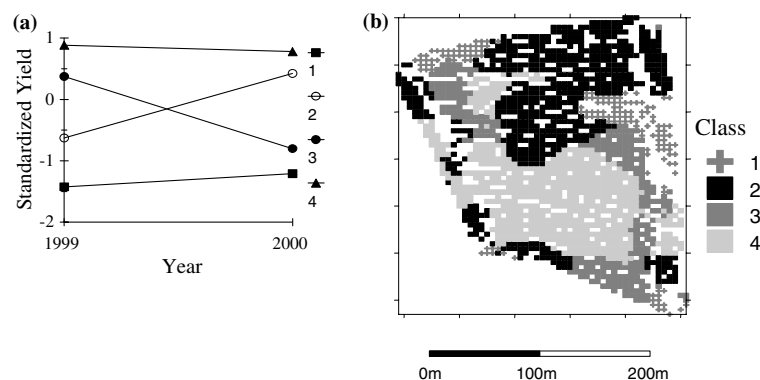 (a)
Standardized Yield
1
0
-1
-2
1999
2000
Year
1
2
3
4
(b)
Class
1
2
3
4
0m
100m
200m